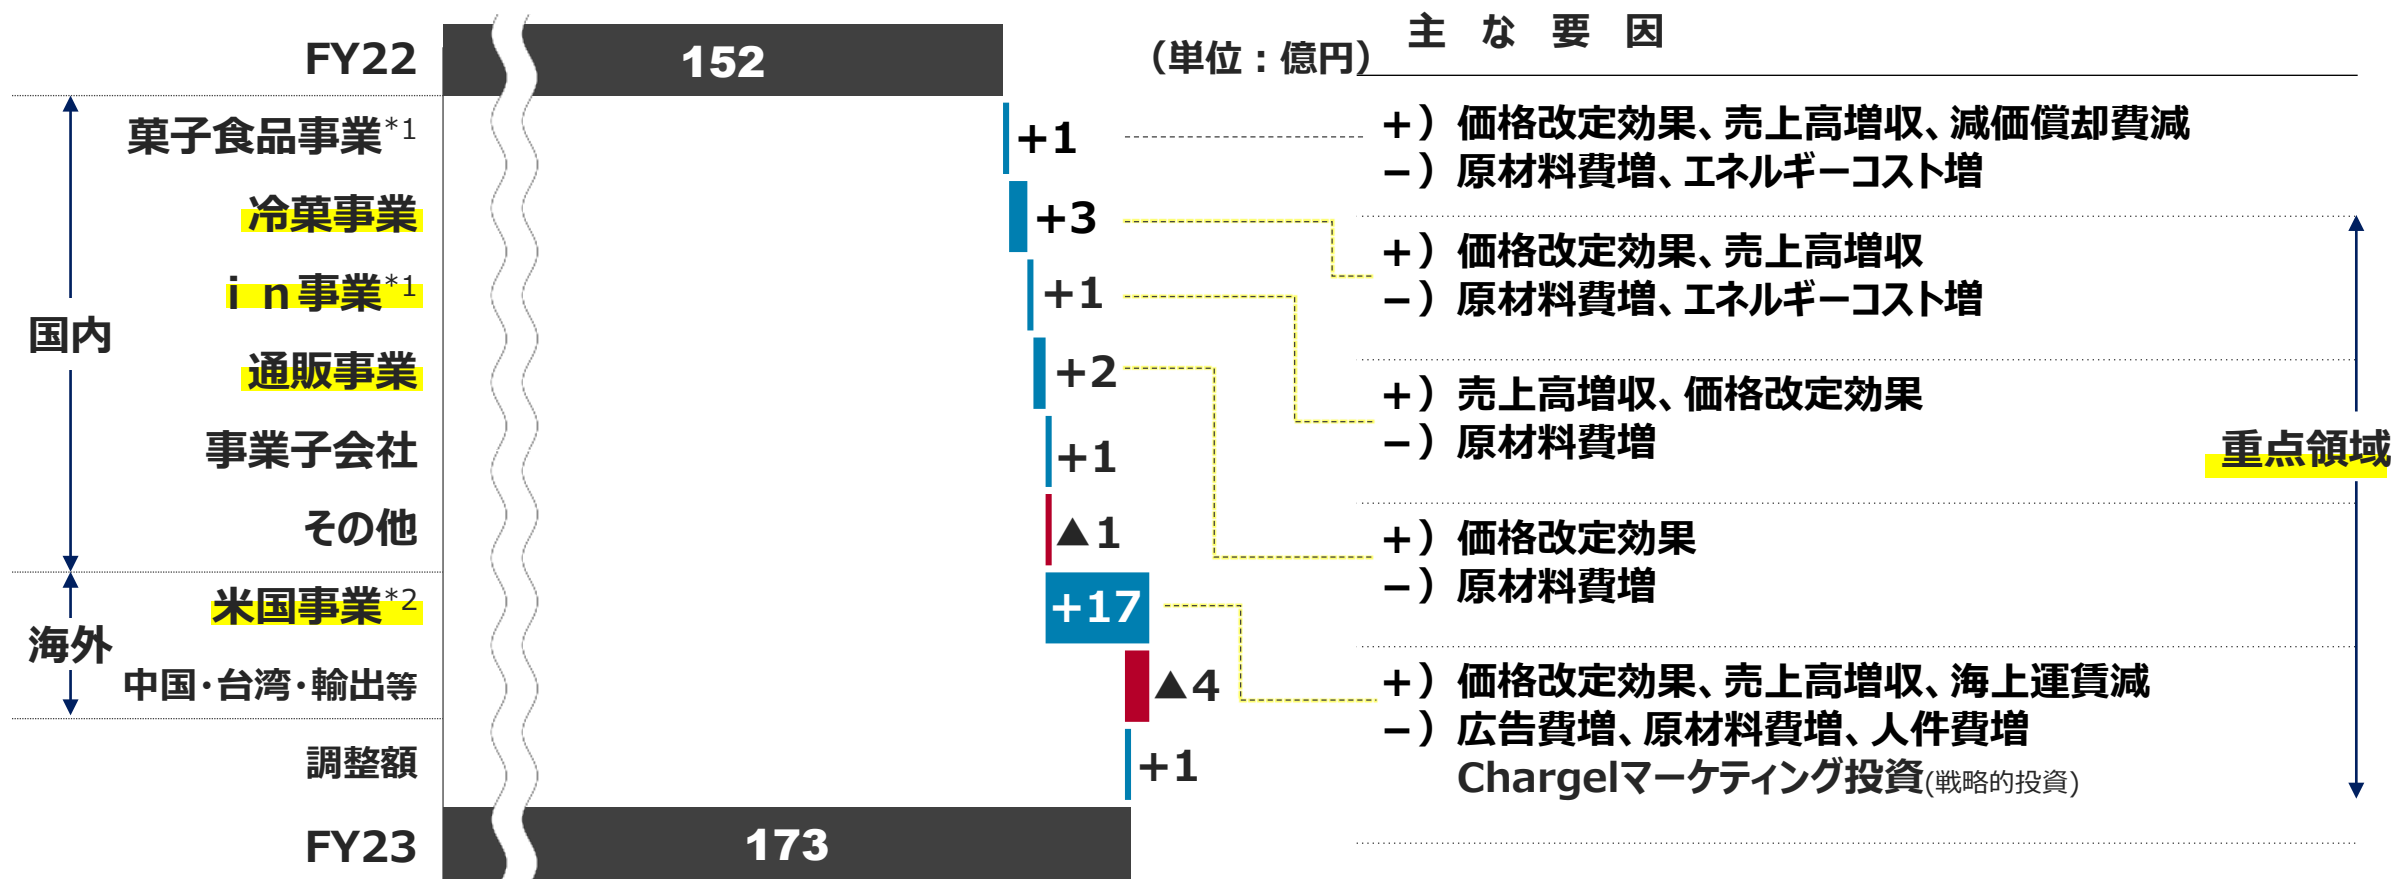 主な要因
FY22
152
（単位：億円）
国内
菓子食品事業*1
+1
+）価格改定効果、売上高増収、減価償却費減
−）原材料費増、エネルギーコスト増
冷菓事業
+3
+）価格改定効果、売上高増収
−）原材料費増、エネルギーコスト増
ｉｎ事業*1
+1
+）売上高増収、価格改定効果
−）原材料費増
通販事業
+2
+）価格改定効果
−）原材料費増
事業子会社
+1
その他
▲1
重点領域
海外
米国事業*2
+17
+）価格改定効果、売上高増収、海上運賃減
−）広告費増、原材料費増、人件費増
Chargelマーケティング投資(戦略的投資)
中国・台湾・輸出等
▲4
調整額
+1
FY23
173